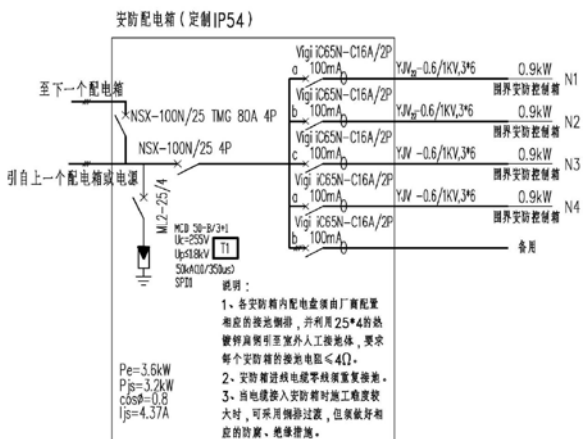 安防配电箱(定制IP54)
Vigi iC65N-C16A/2P
a 100mA
YJV22-0.6/1KV,3*6
0.9kW
N1
围界安防控制箱
至下一个配电箱
NSX-100N/25 TMG 80A 4P
Vigi iC65N-C16A/2P
b 100mA
YJV22-0.6/1KV,3*6
0.9kW
N2
围界安防控制箱
NSX-100N/25 4P
Vigi iC65N-C16A/2P
c 100mA
YJV -0.6/1KV,3*6
0.9kW
N3
围界安防控制箱
引自上一个配电箱或电源
Vigi iC65N-C16A/2P
a 100mA
YJV -0.6/1KV,3*6
0.9kW
N4
围界安防控制箱
Vigi iC65N-C16A/2P
b 100mA
备用
ML2-25/4
MCD 50-B/3+1
Uc=255V
Up≤1.8kV
50kA(10/350us)
SPD1
T1
说明:
1、各安防箱内配电盘须由厂商配置
相应的接地铜排,并利用25*4的热
镀锌扁钢引至室外人工接地体,要求
每个安防箱的接地电阻≤4Ω。
2、安防箱进线电缆零线须重复接地。
3、当电缆接入安防箱时施工难度较
大时,可采用铜排过渡,但须做好相
应的防腐、绝缘措施。
Pe=3.6kW
Pjs=3.2kW
cosø=0.8
Ijs=4.37A